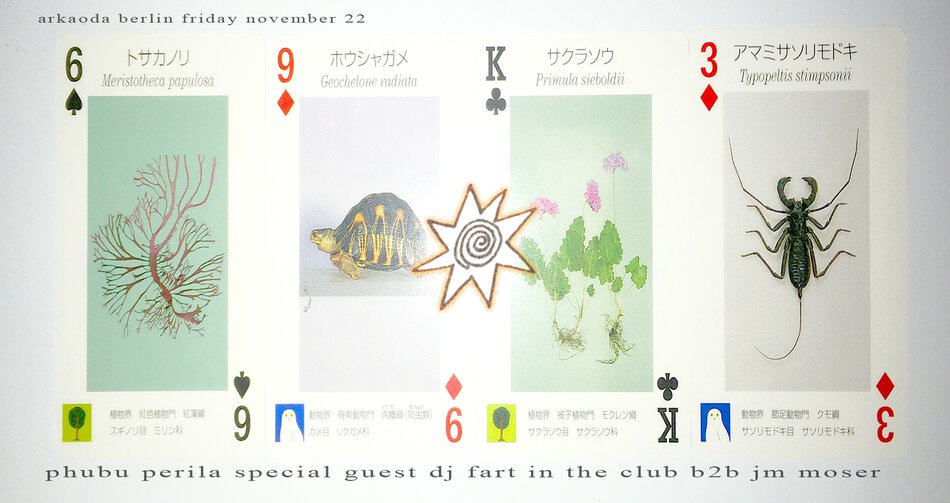 arkaoda berlin friday november 22
6
トサカノリ
Meristotheca papulosa
植物界 紅色植物門 紅藻綱
スギノリ目 ミリン科
6
9
ホウシャガメ
Geochelone radiata
動物界 脊索動物門 綱(爬虫類)
カメ目 リクガメ科
9
K
サクラソウ
Primula sieboldii
植物界 被子植物門 モクレン綱
サクラソウ目 サクラソウ科
K
3
アマミサソリモドキ
Typopeltis stimpsonii
動物界 節足動物門 クモ綱
サソリモドキ目 サソリモドキ科
3
phubu perila special guest dj fart in the club b2b jm moser